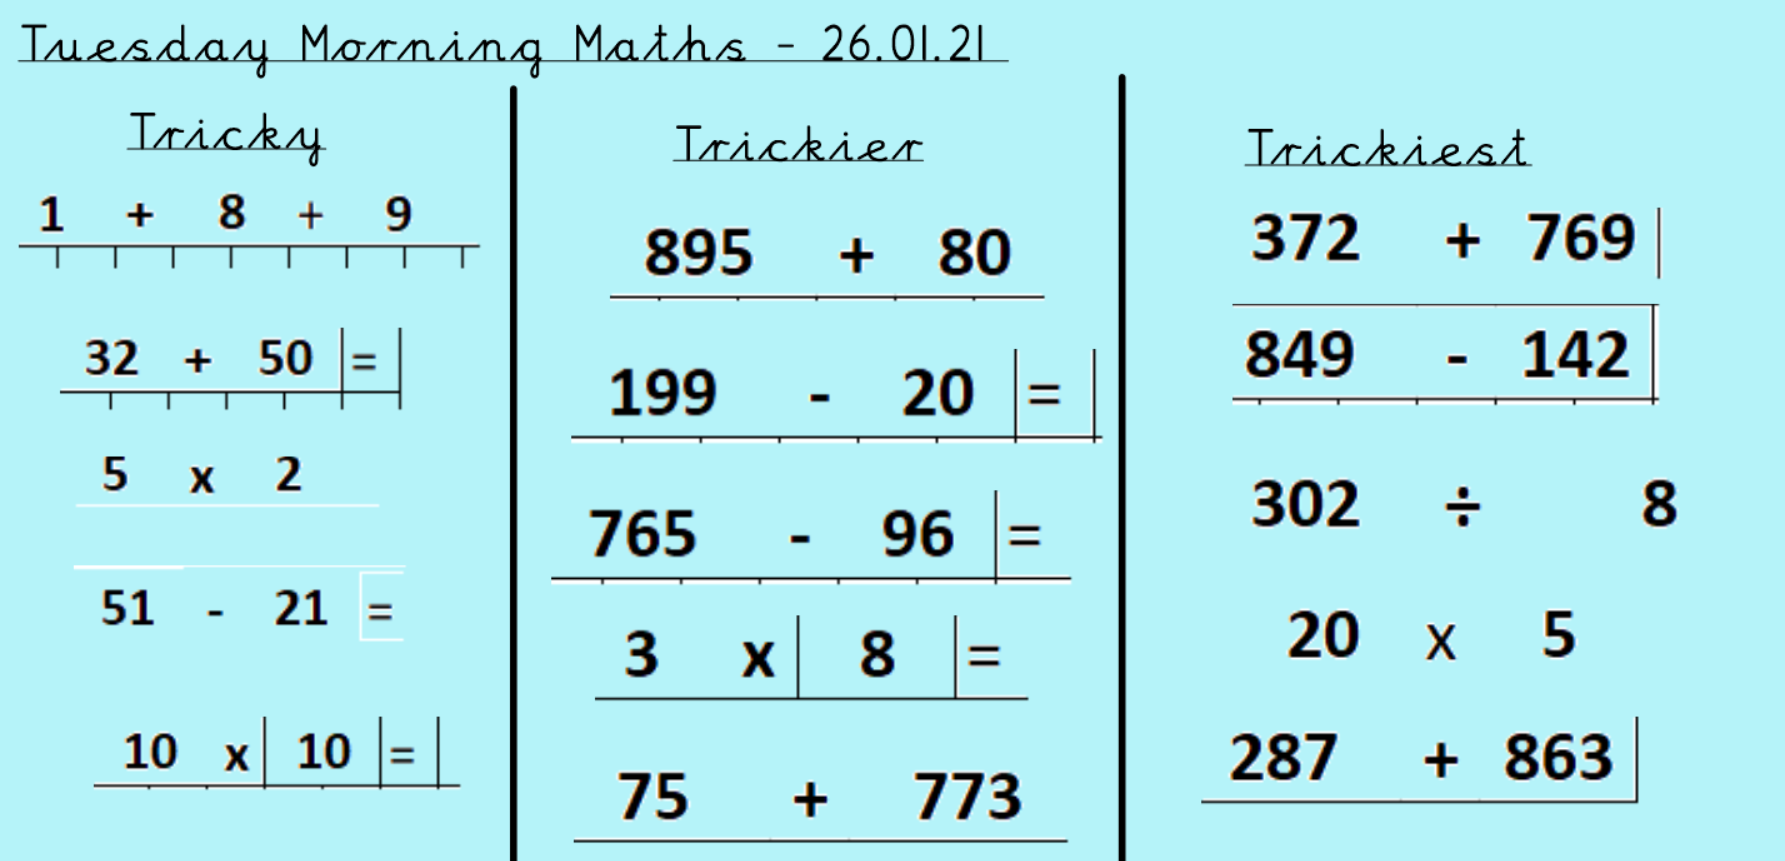 Tuesday Morning Maths - 26.01.21
Tricky
1 + 8 + 9
32 + 50 =
5 x 2
51 - 21 =
10 x 10 =
Trickier
895 + 80
199 - 20 =
765 - 96 =
3 x 8 =
75 + 773
Trickiest
372 + 769
849 - 142
302 ÷ 8
20 x 5
287 + 863